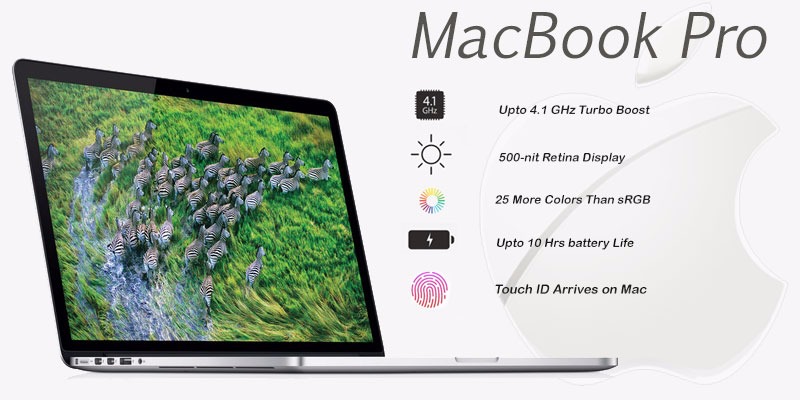 MacBook Pro
4.1
GHz
Upto 4.1 GHz Turbo Boost
500-nit Retina Display
25 More Colors Than sRGB
Upto 10 Hrs battery Life
Touch ID Arrives on Mac